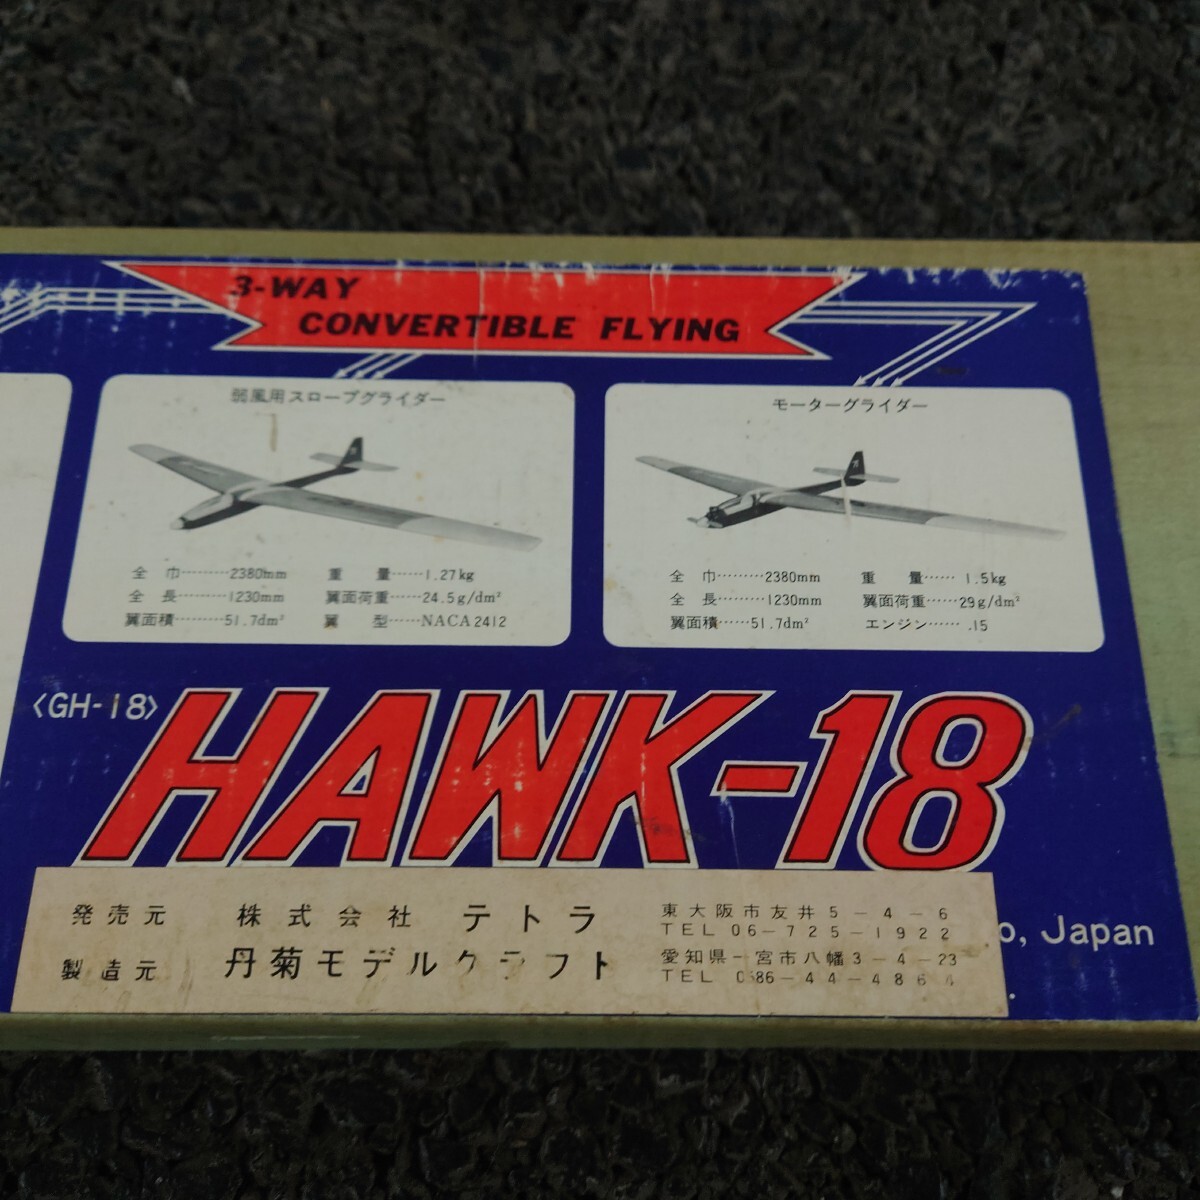 3-WAY
CONVERTIBLE FLYING
弱風用スロープグライダー
全 巾………2380mm 重 量……1.27kg
全 長………1230mm 翼面荷重……24.5g/dm²
翼面積……51.7dm² 翼 型……NACA2412
モーターグライダー
全 巾………2380mm 重 量…… 1.5kg
全 長………1230mm 翼面荷重……29g/dm²
翼面積……51.7dm² エンジン…… .15
〈GH-18〉
HAWK-18
発売元 株式会社 テトラ 東大阪市友井5-4-6
TEL 06-725-1922
製造元 丹菊モデルクラフト 愛知県一宮市八幡3-4-23
TEL 0586-44-4864
o, Japan